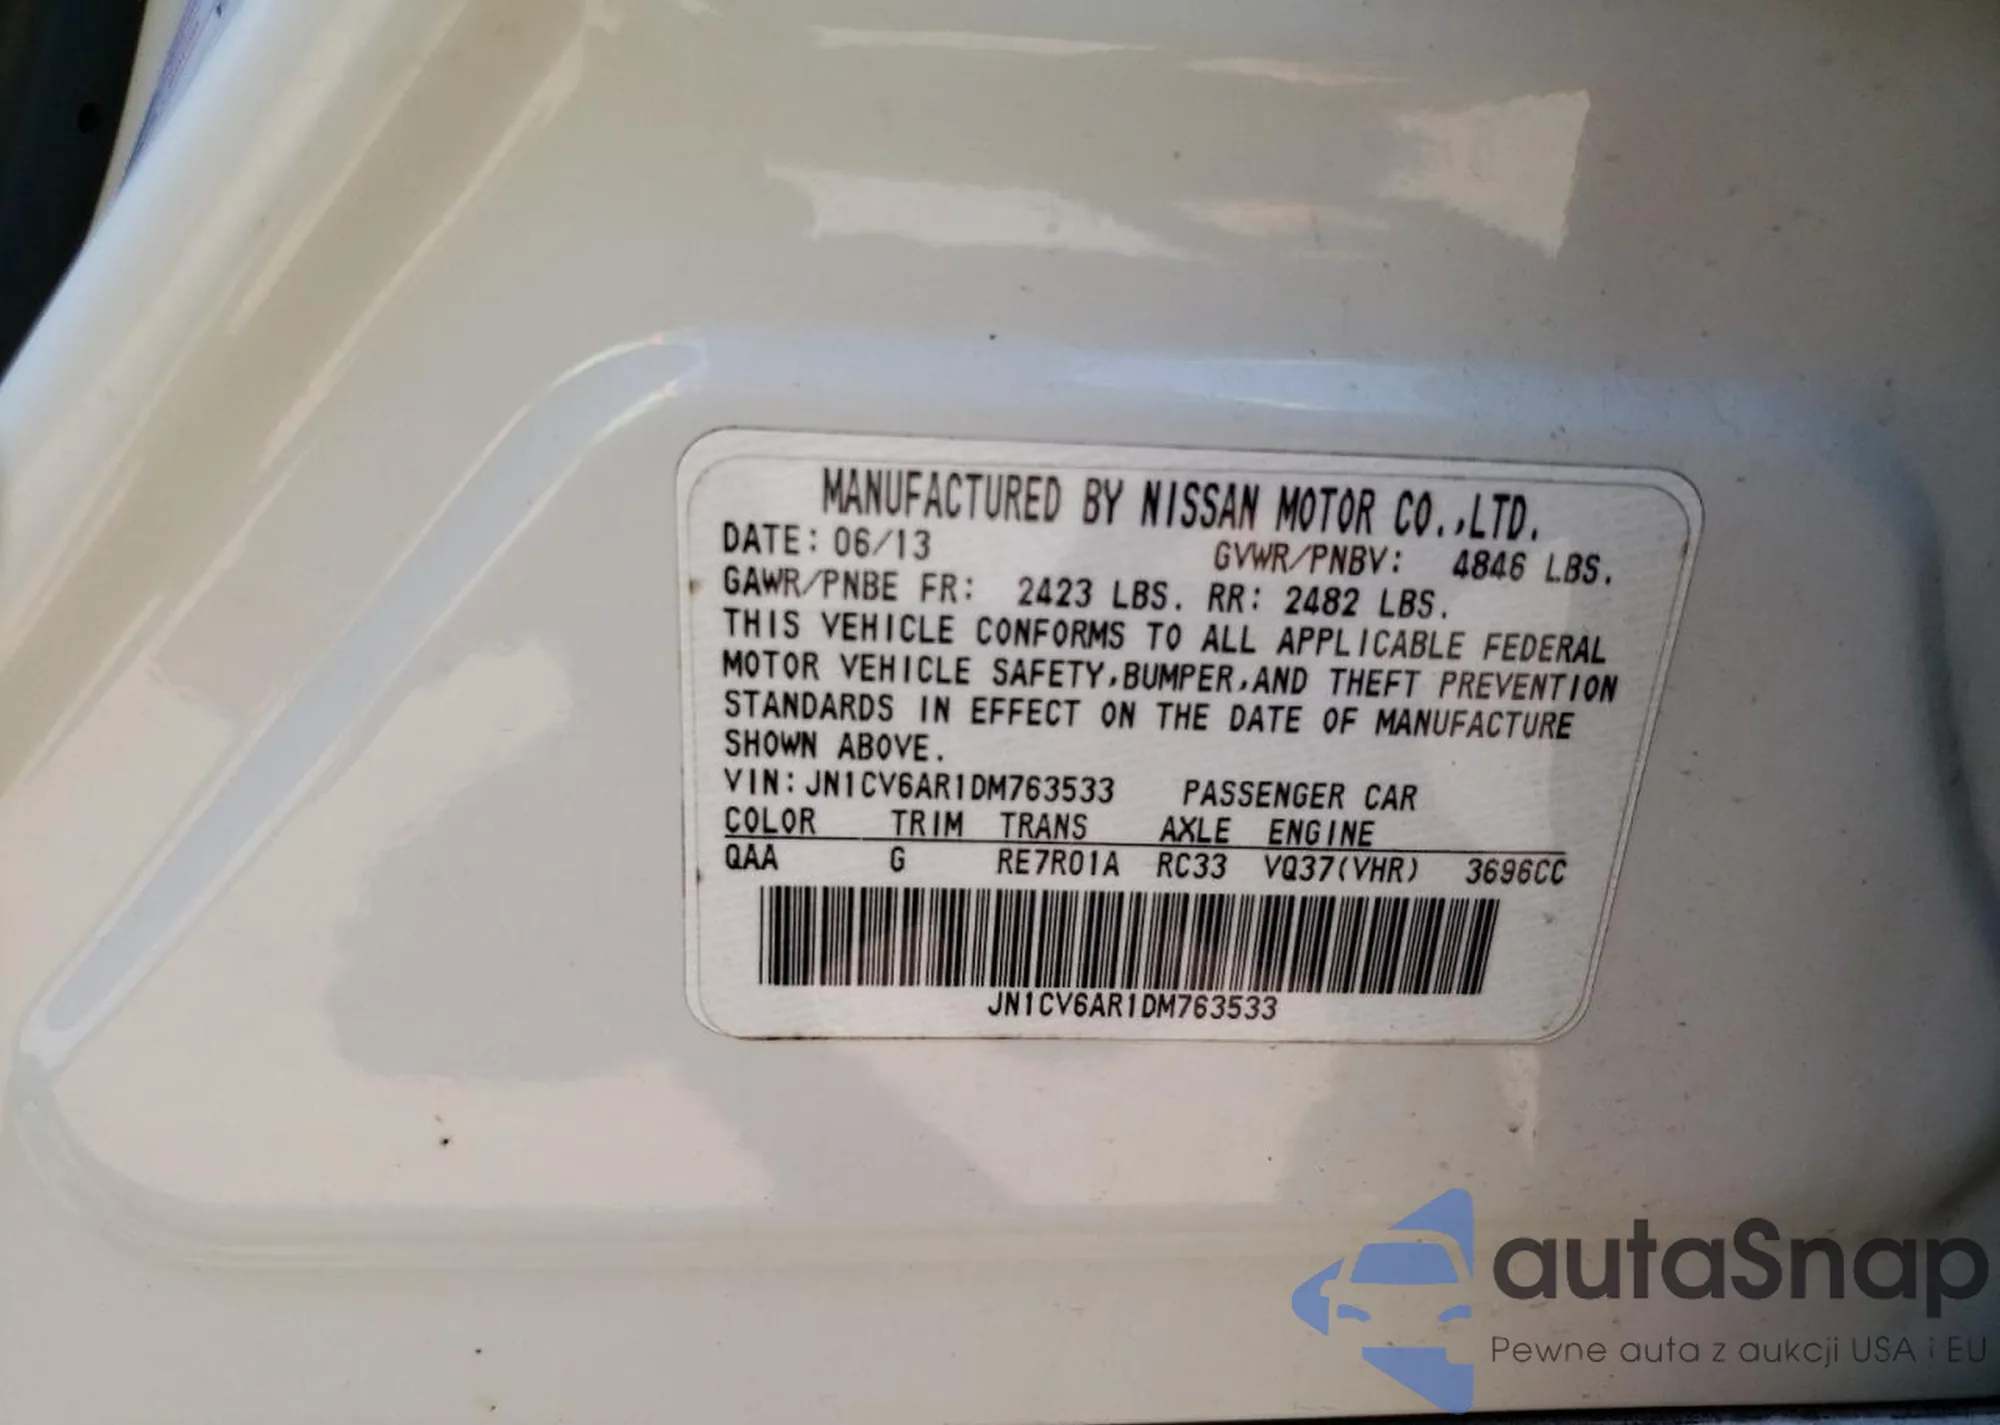 MANUFACTURED BY NISSAN MOTOR CO.,LTD.
DATE: 06/13 GVWR/PNBV: 4846 LBS.
GAWR/PNBE FR: 2423 LBS. RR: 2482 LBS.
THIS VEHICLE CONFORMS TO ALL APPLICABLE FEDERAL
MOTOR VEHICLE SAFETY,BUMPER,AND THEFT PREVENTION
STANDARDS IN EFFECT ON THE DATE OF MANUFACTURE
SHOWN ABOVE.
VIN:JN1CV6AR1DM763533 PASSENGER CAR
COLOR TRIM TRANS AXLE ENGINE
QAA G RE7R01A RC33 VQ37(VHR) 3696CC
JN1CV6AR1DM763533
autaSnap
Pewne auta z aukcji USA i EU